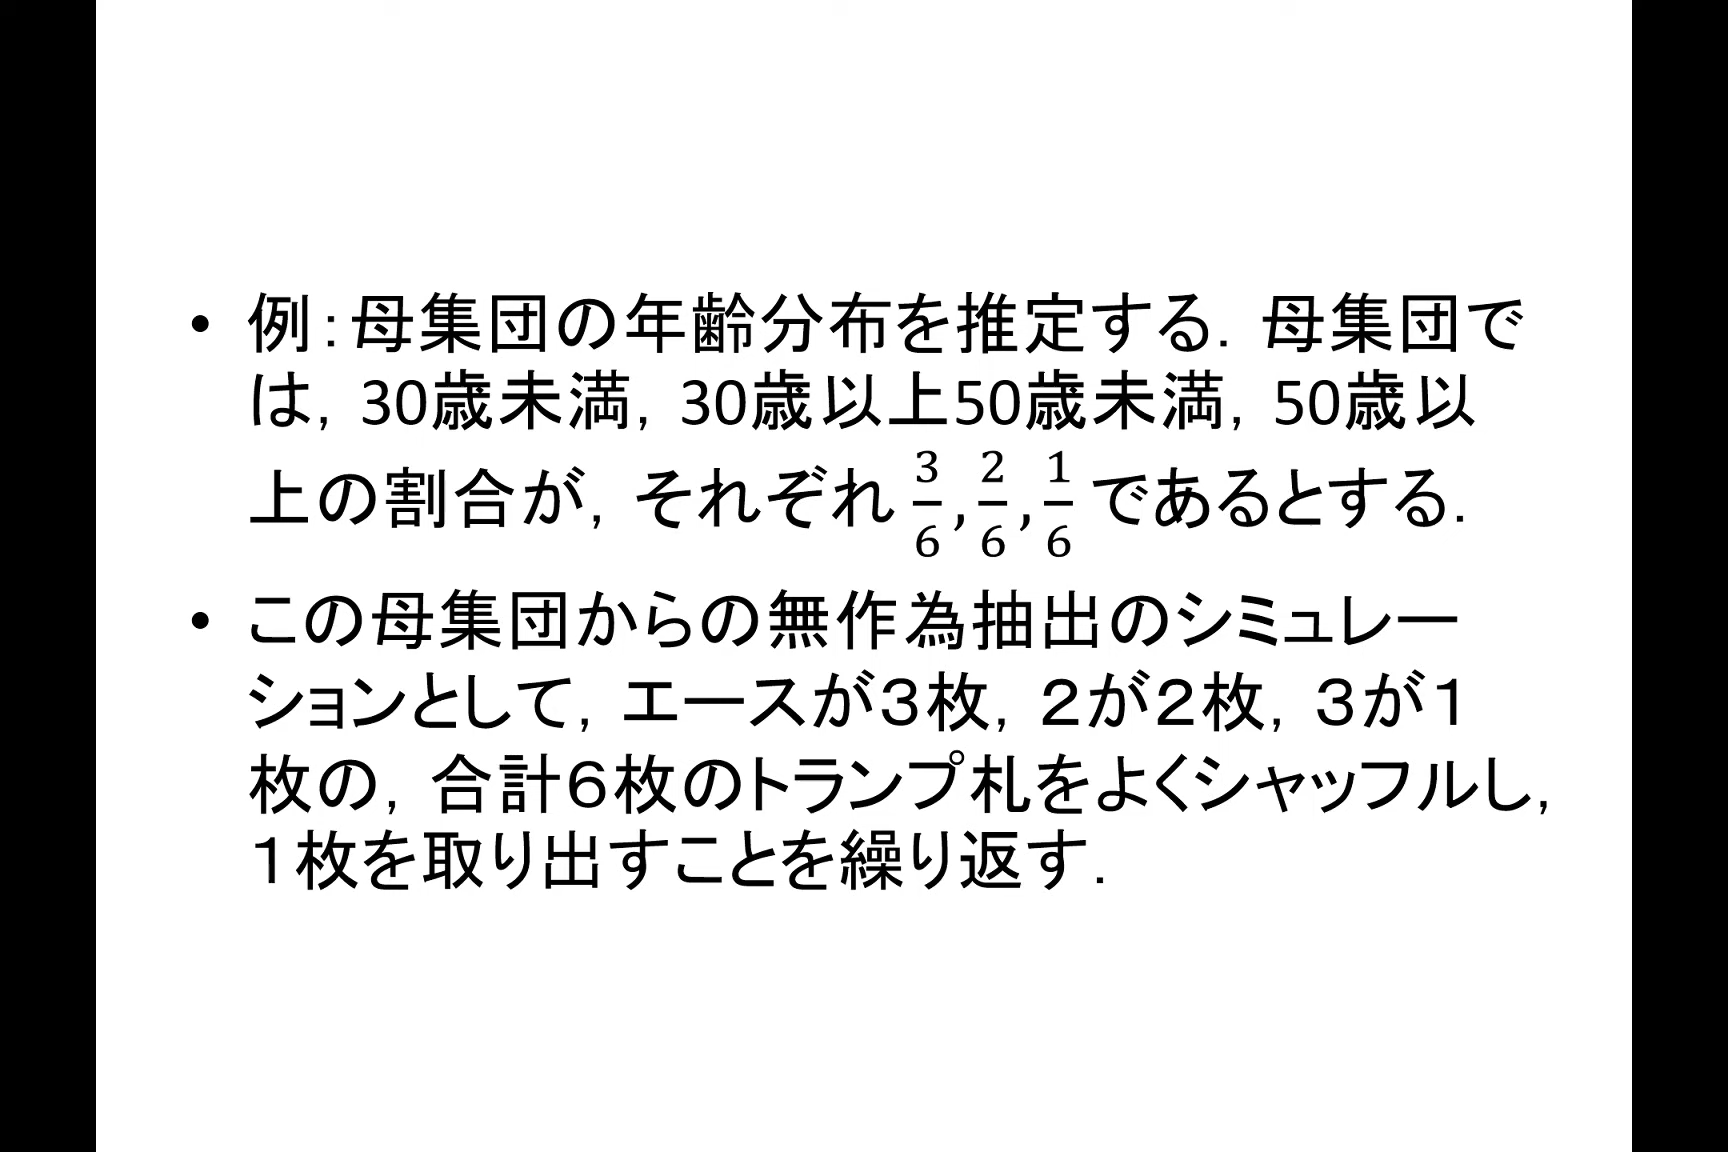 • 例：母集団の年齢分布を推定する．母集団で
は，30歳未満，30歳以上50歳未満，50歳以
上の割合が，それぞれ 3/6, 2/6, 1/6 であるとする．
• この母集団からの無作為抽出のシミュレー
ションとして，エースが３枚，２が２枚，３が１
枚の，合計６枚のトランプ札をよくシャッフルし，
１枚を取り出すことを繰り返す．